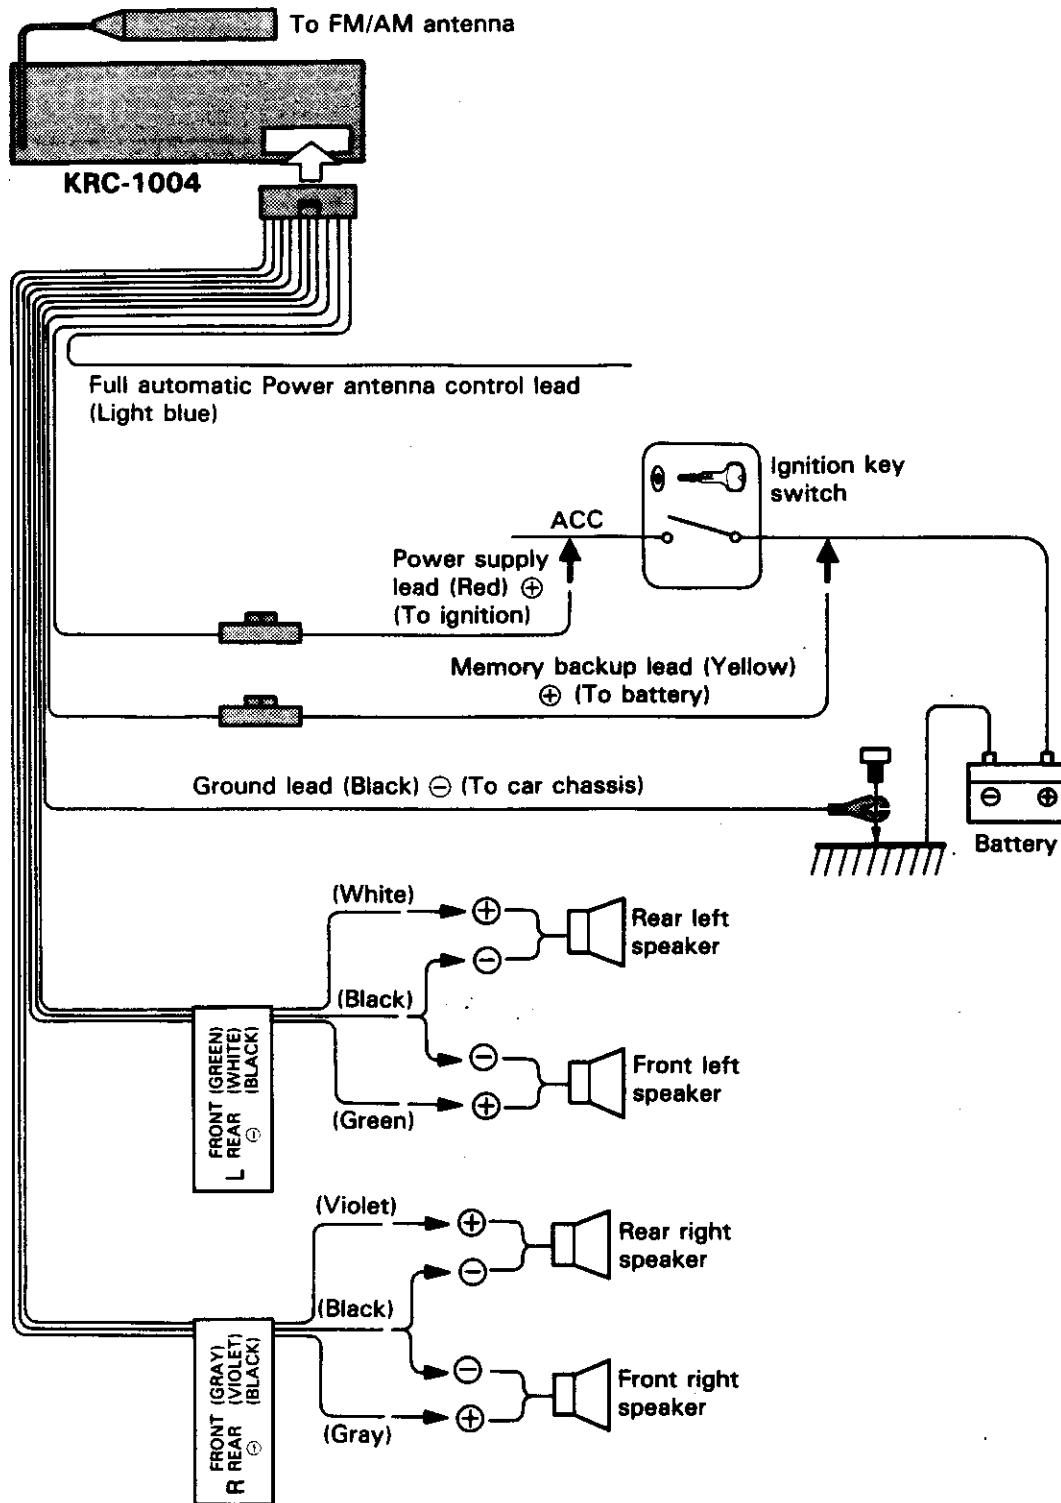 To FM/AM antenna
KRC-1004
Full automatic Power antenna control lead
(Light blue)
Ignition key
switch
ACC
Power supply
lead (Red) ⊕
(To ignition)
Memory backup lead (Yellow)
⊕ (To battery)
Ground lead (Black) ⊖ (To car chassis)
⊖ ⊕
Battery
(White)
⊕
Rear left
speaker
⊖
(Black)
⊖
Front left
speaker
⊕
(Green)
FRONT (GREEN)
L REAR (WHITE)
⊖ (BLACK)
(Violet)
⊕
Rear right
speaker
⊖
(Black)
⊖
Front right
speaker
⊕
(Gray)
FRONT (GRAY)
R REAR (VIOLET)
⊖ (BLACK)